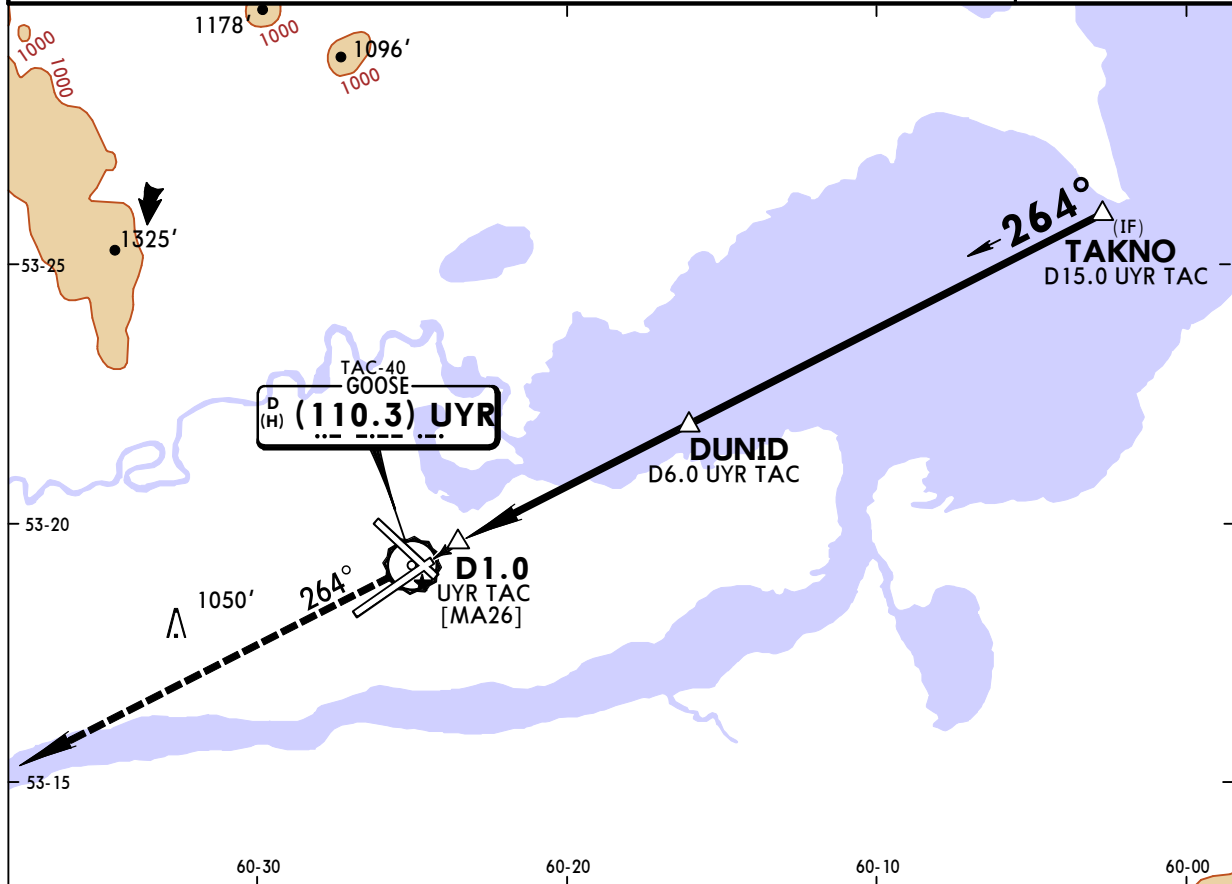 1178′
1000
1096′
1000
1000
1000
1325′
264°
(IF)
TAKNO
D15.0 UYR TAC
53-25
TAC-40
GOOSE
D
(H)
(110.3) UYR
DUNID
D6.0 UYR TAC
53-20
D1.0
UYR TAC
[MA26]
264°
1050′
53-15
60-30
60-20
60-10
60-00